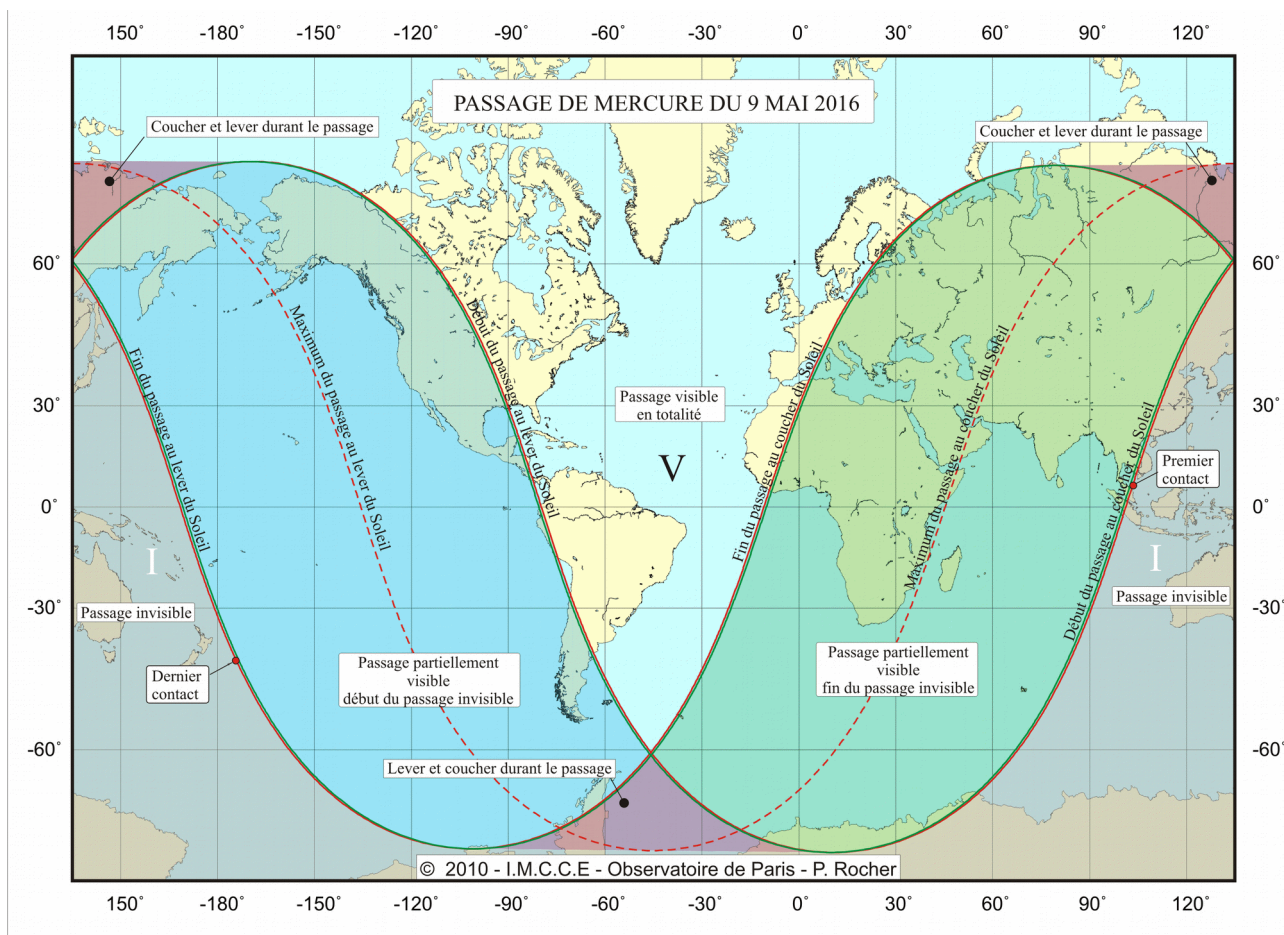 150˚ -180˚ -150˚ -120˚ -90˚ -60˚ -30˚ 0˚ 30˚ 60˚ 90˚ 120˚
PASSAGE DE MERCURE DU 9 MAI 2016
Coucher et lever durant le passage
Coucher et lever durant le passage
60˚ 60˚
Début du passage au lever du Soleil
Maximum du passage au lever du Soleil
Fin du passage au lever du Soleil
Fin du passage au coucher du Soleil
Maximum du passage au coucher du Soleil
Début du passage au coucher du Soleil
30˚ 30˚
Passage visible
en totalité
V
Premier
contact
0˚ 0˚
I I
Passage invisible
Passage invisible
-30˚ -30˚
Dernier
contact
Passage partiellement
visible
début du passage invisible
Passage partiellement
visible
fin du passage invisible
-60˚ -60˚
Lever et coucher durant le passage
© 2010 - I.M.C.C.E - Observatoire de Paris - P. Rocher
150˚ -180˚ -150˚ -120˚ -90˚ -60˚ -30˚ 0˚ 30˚ 60˚ 90˚ 120˚